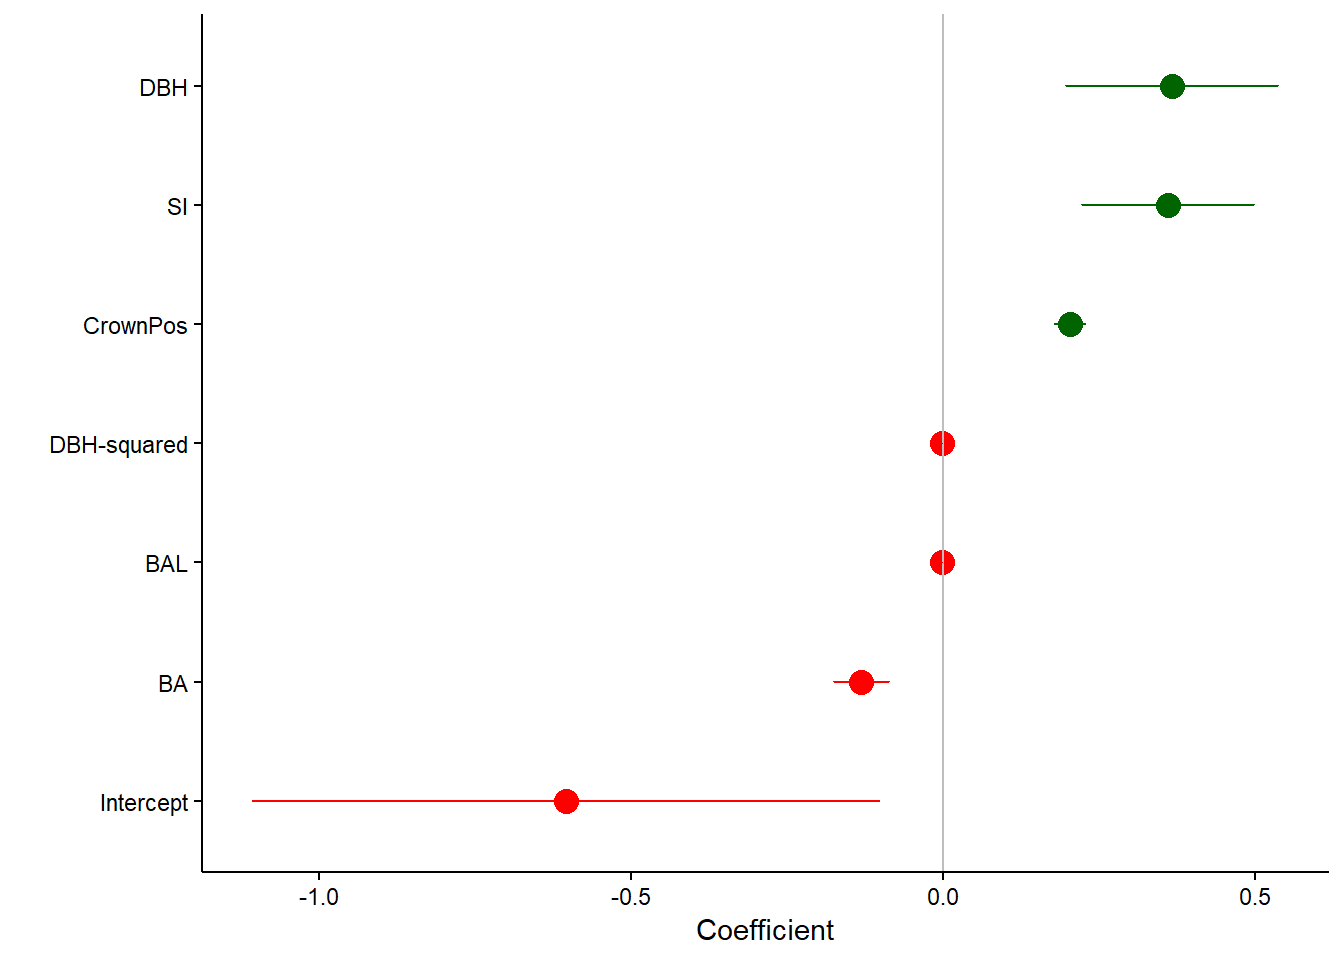 DBH
SI
CrownPos
DBH-squared
BAL
BA
Intercept
-1.0 -0.5 0.0 0.5
Coefficient